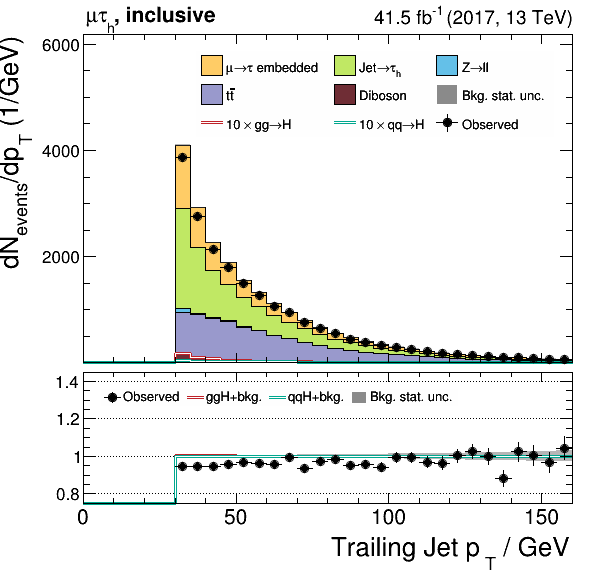 μτh, inclusive
41.5 fb-1 (2017, 13 TeV)
dNevents/dpT (1/GeV)
6000
4000
2000
μ→τ embedded
Jet→τh
Z→ll
tt̄
Diboson
Bkg. stat. unc.
10 × gg→H
10 × qq→H
Observed
1.4
1.2
1
0.8
Observed
ggH+bkg.
qqH+bkg.
Bkg. stat. unc.
0
50
100
150
Trailing Jet pT / GeV